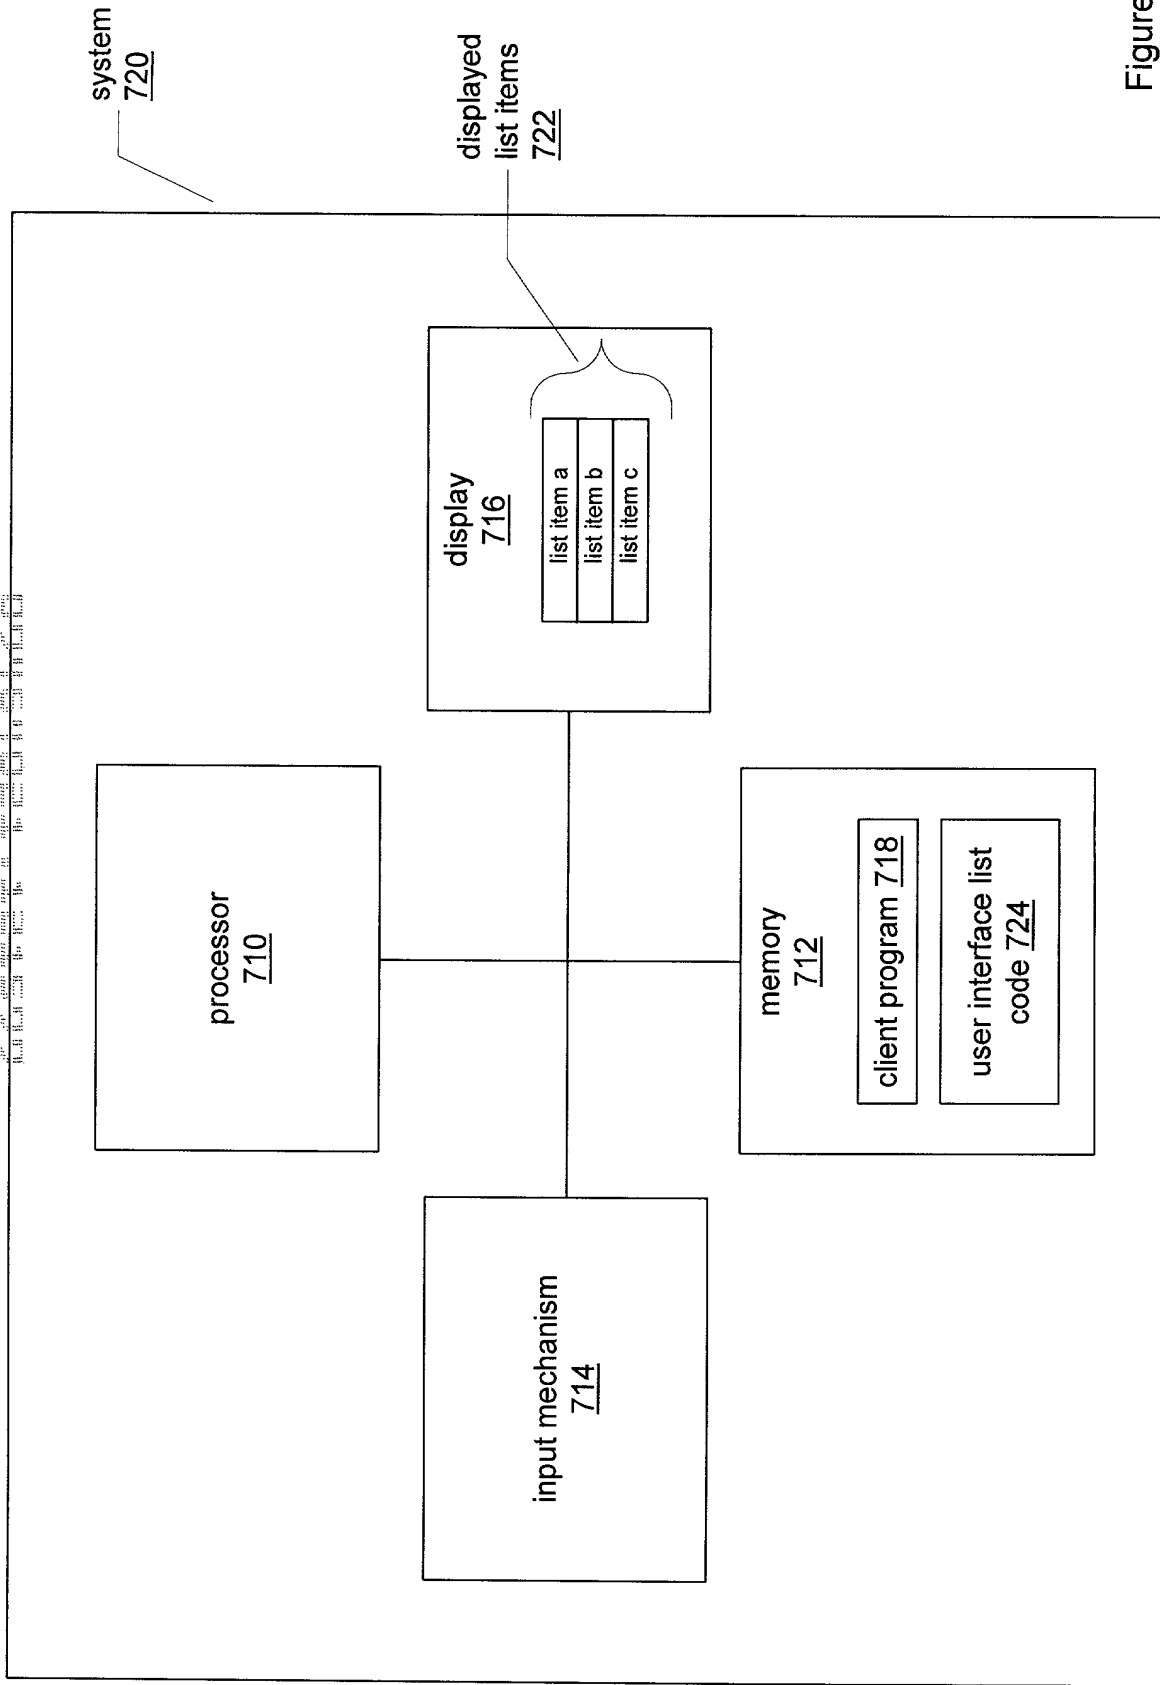 system
720
displayed
list items
722
display
716
list item a
list item b
list item c
processor
710
memory
712
client program 718
user interface list
code 724
input mechanism
714
Figure